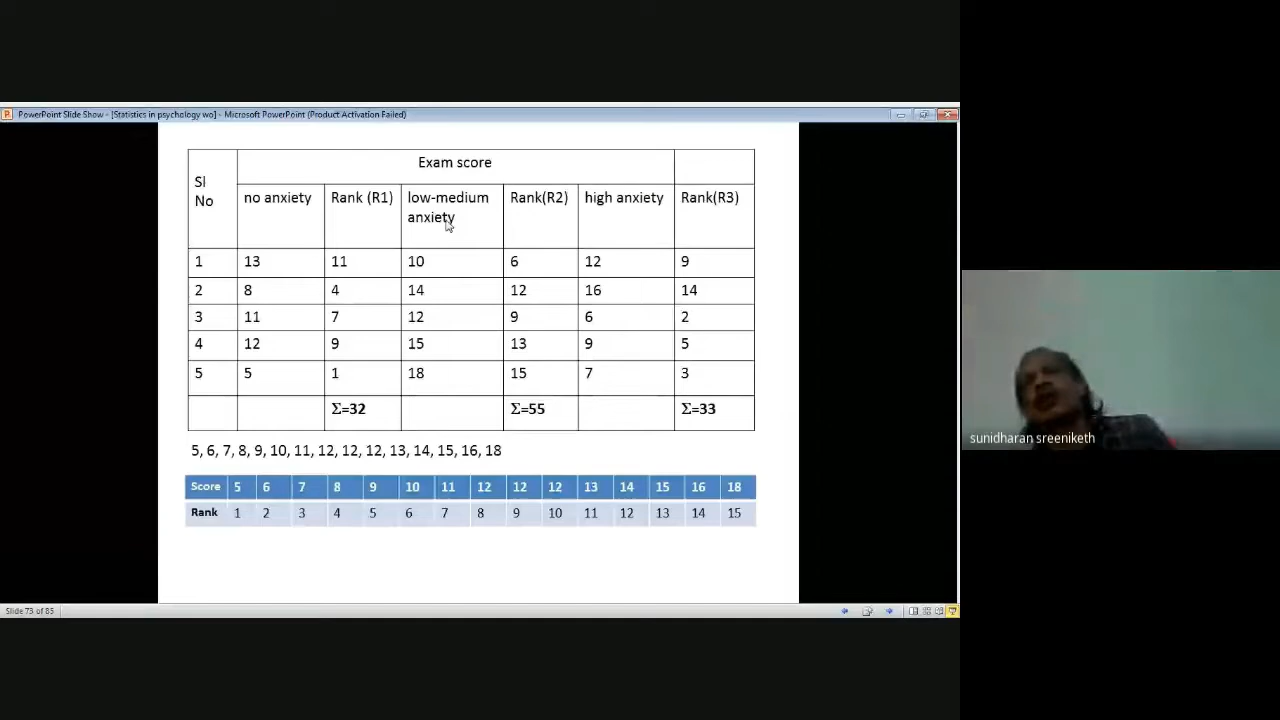 PowerPoint Slide Show - [Statistics in psychology wo] - Microsoft PowerPoint (Product Activation Failed)
Exam score
Sl No no anxiety Rank (R1) low-medium anxiety Rank(R2) high anxiety Rank(R3)
1 13 11 10 6 12 9
2 8 4 14 12 16 14
3 11 7 12 9 6 2
4 12 9 15 13 9 5
5 5 1 18 15 7 3
Σ=32 Σ=55 Σ=33
5, 6, 7, 8, 9, 10, 11, 12, 12, 12, 13, 14, 15, 16, 18
Score 5 6 7 8 9 10 11 12 12 12 13 14 15 16 18
Rank 1 2 3 4 5 6 7 8 9 10 11 12 13 14 15
Slide 73 of 85
sunidharan sreeniketh